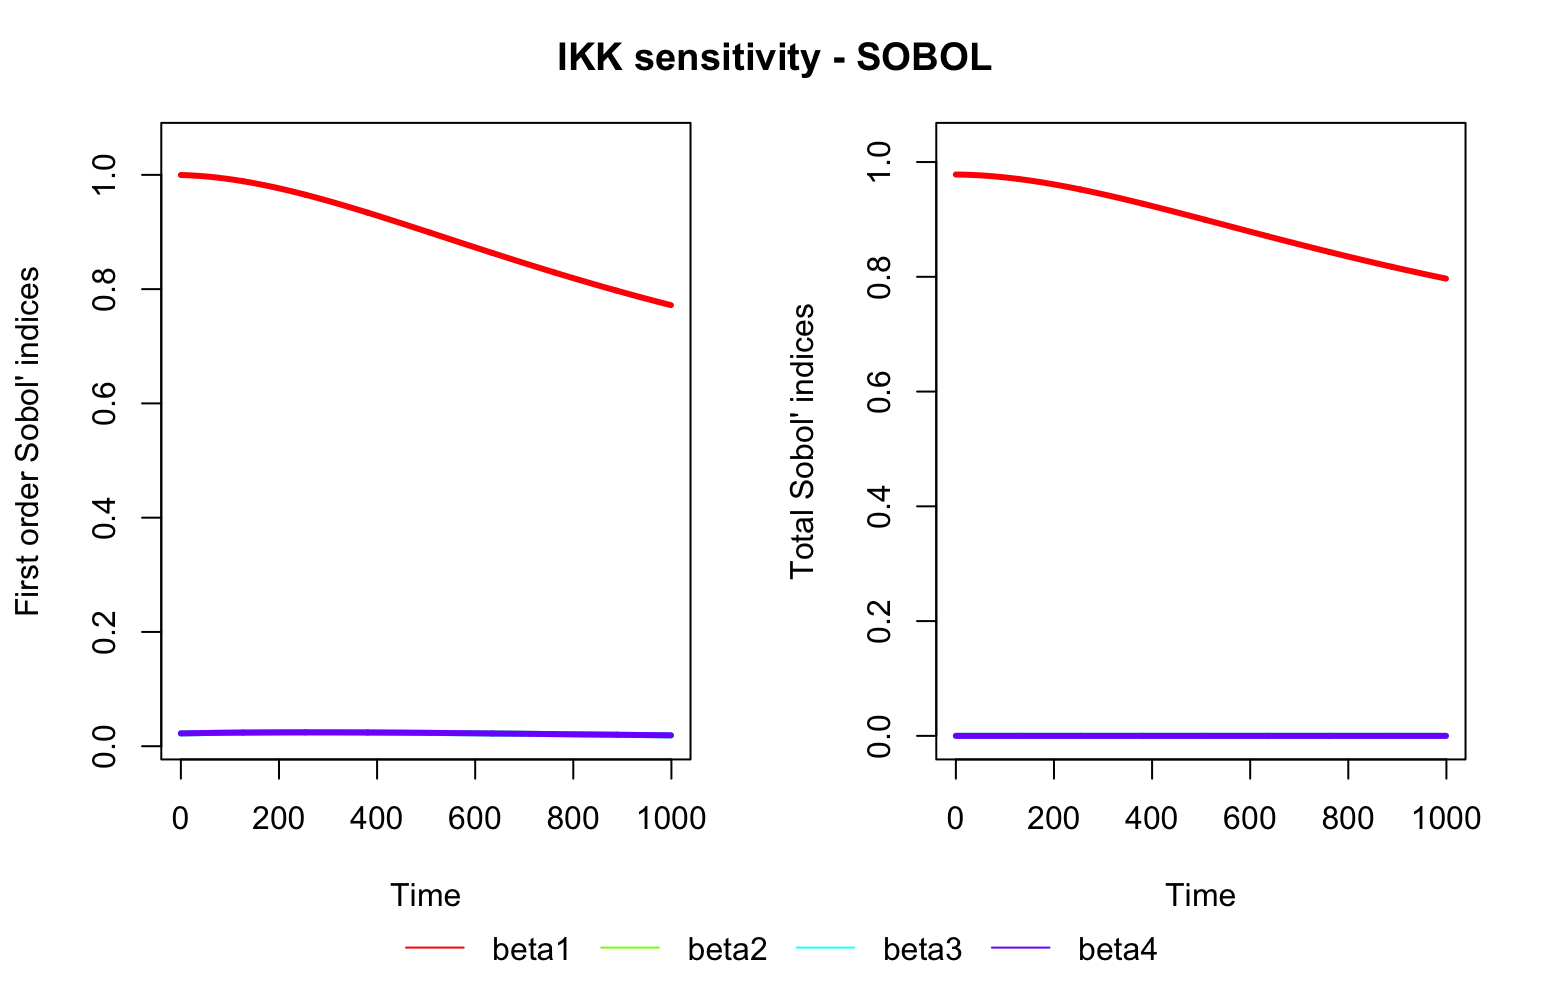 IKK sensitivity - SOBOL
First order Sobol' indices
1.0
0.8
0.6
0.4
0.2
0.0
0 200 400 600 800 1000
Time
Total Sobol' indices
1.0
0.8
0.6
0.4
0.2
0.0
0 200 400 600 800 1000
Time
beta1 beta2 beta3 beta4